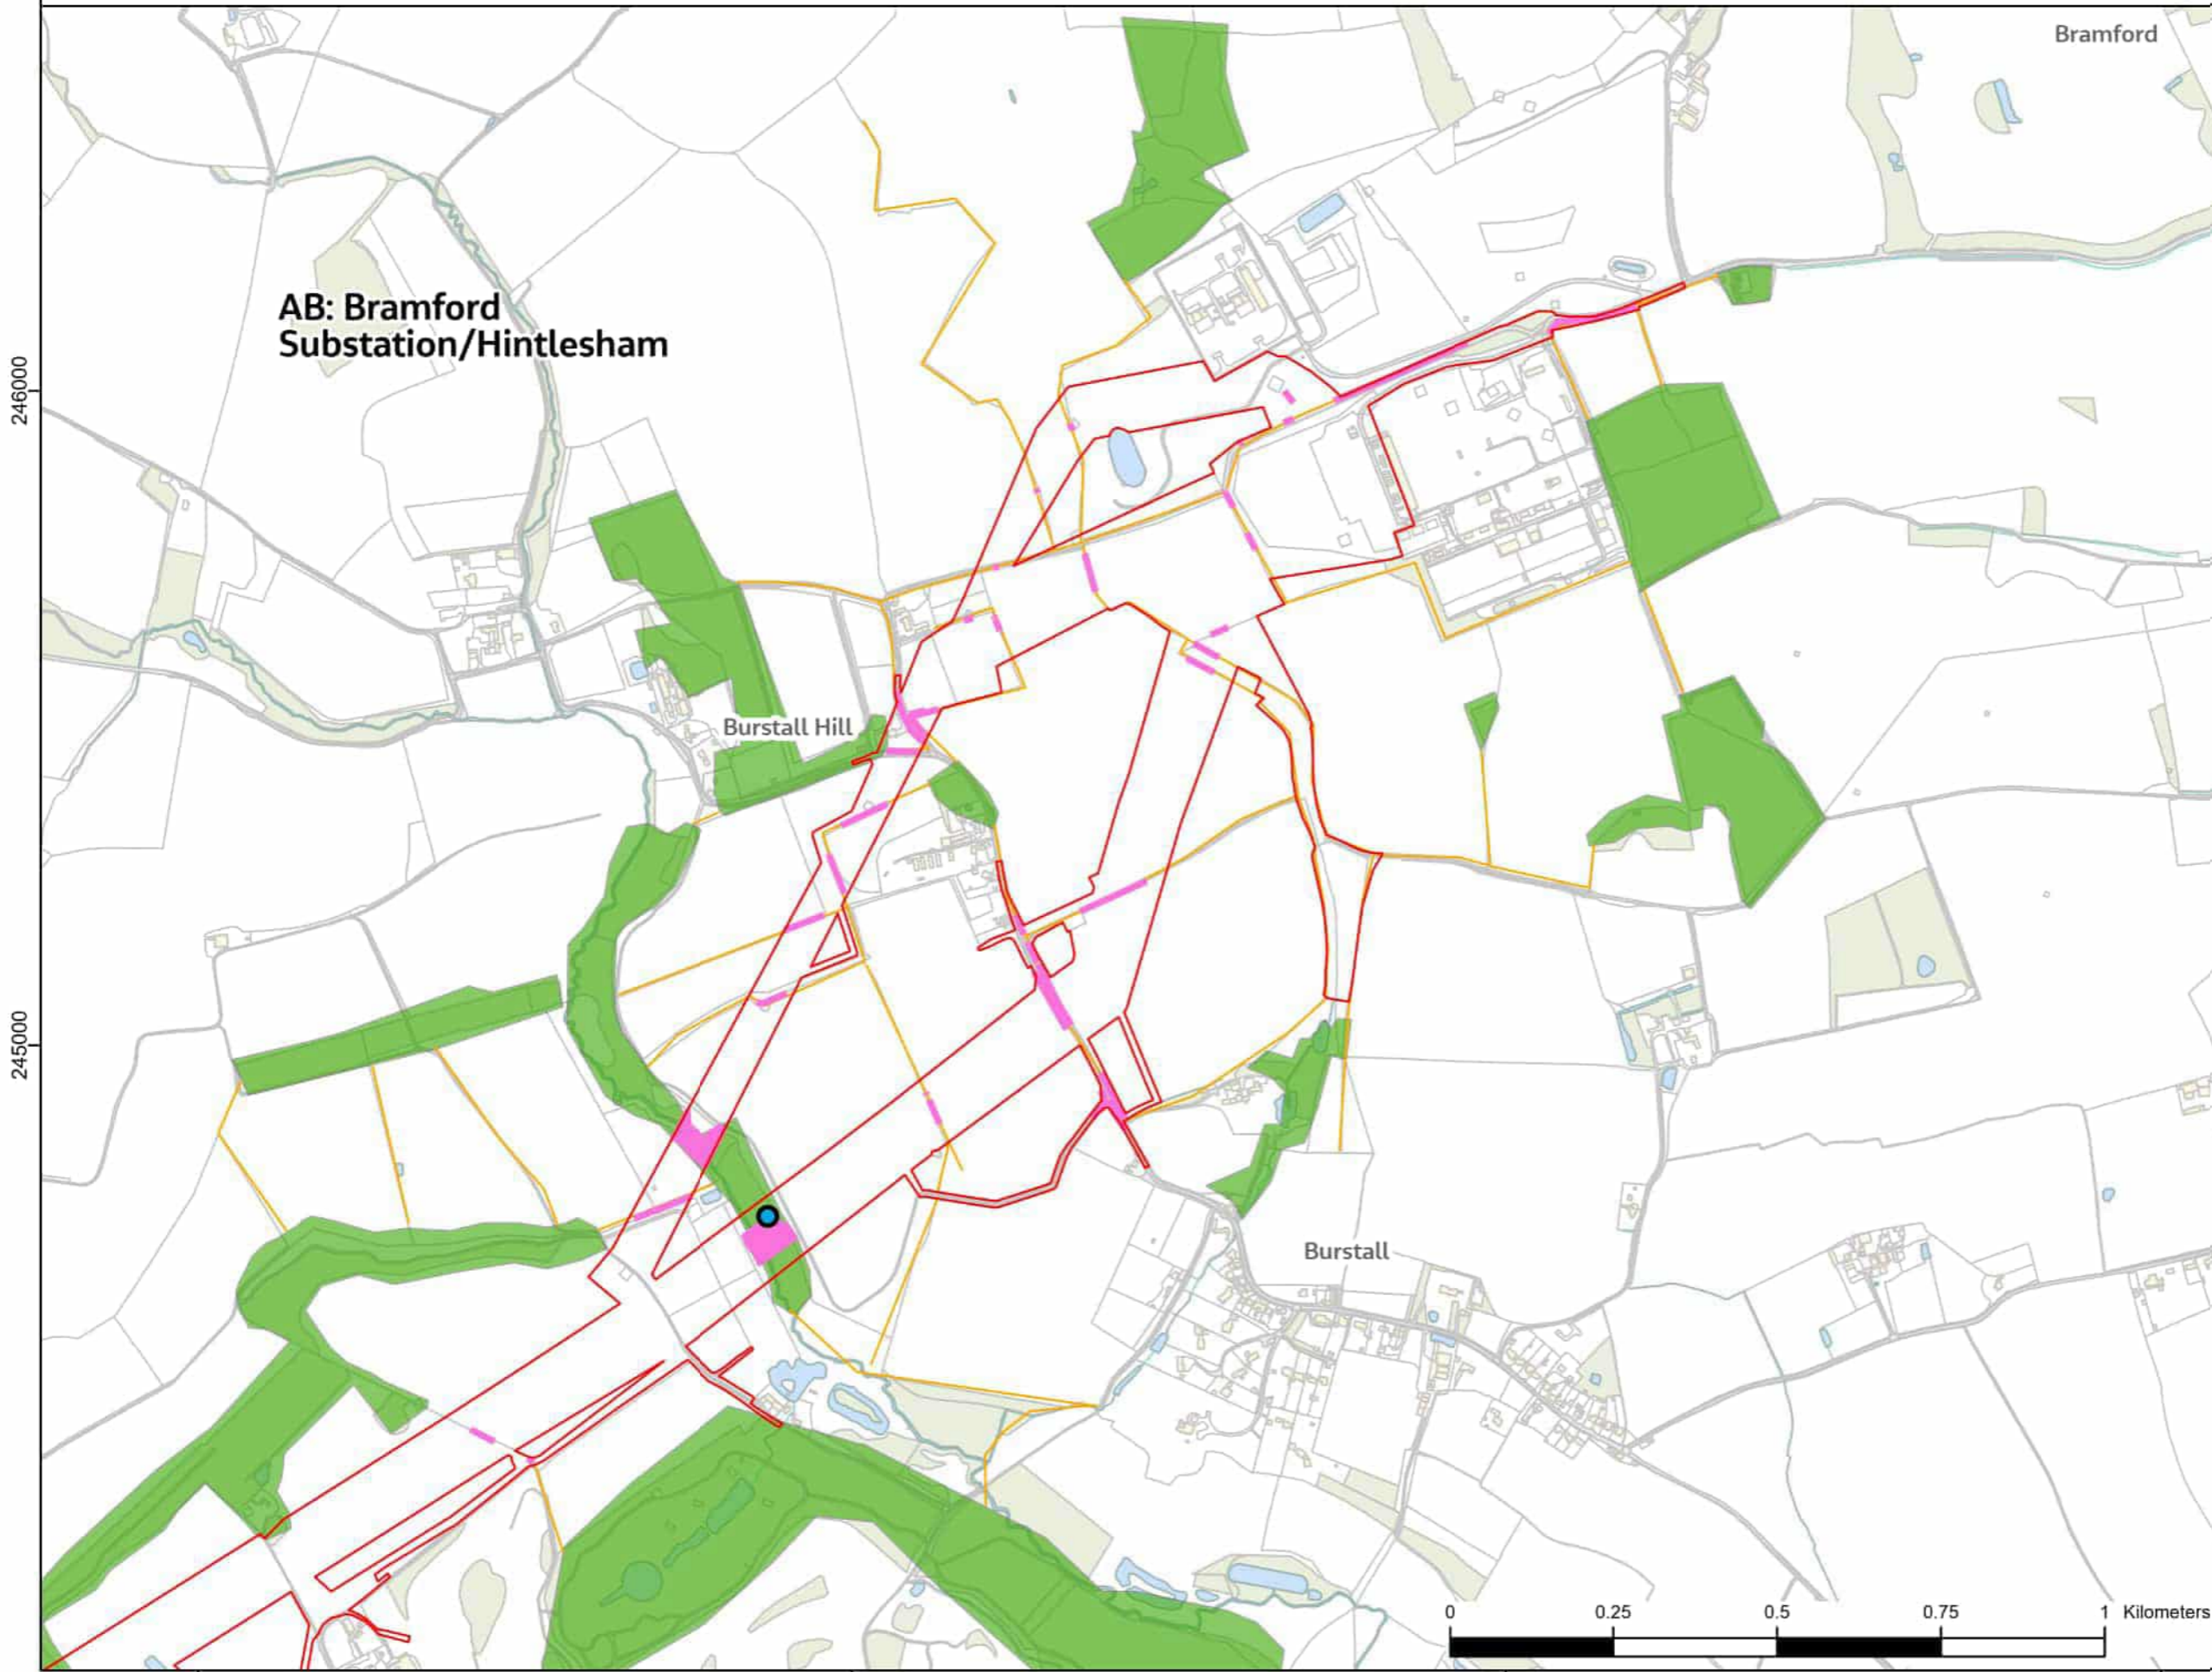 Bramford
AB: Bramford
Substation/Hintlesham
246000
Burstall Hill
245000
Burstall
0 0.25 0.5 0.75 1 Kilometers